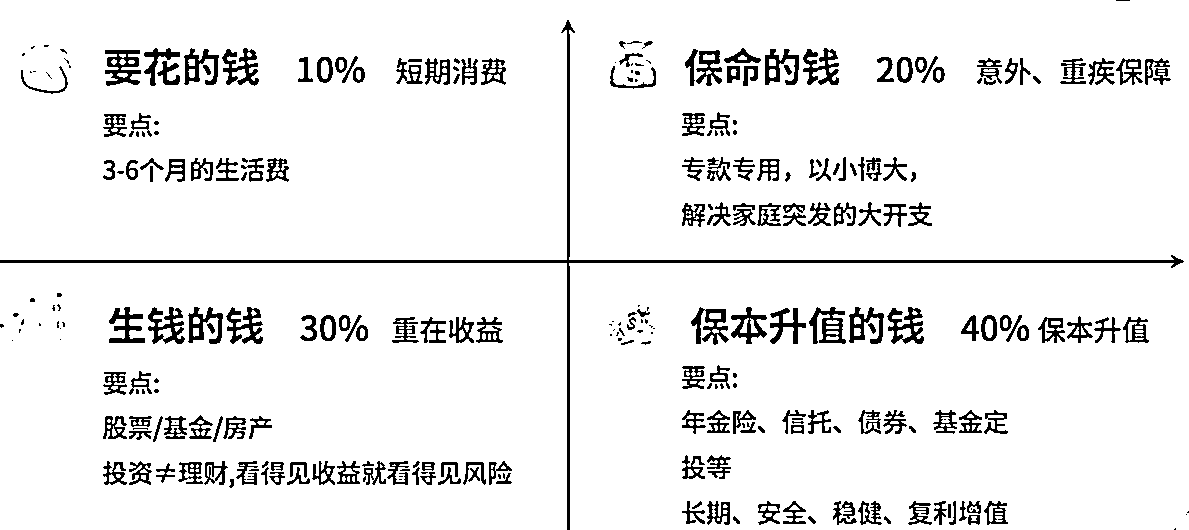 要花的钱 10% 短期消费
要点:
3-6个月的生活费
保命的钱 20% 意外、重疾保障
要点:
专款专用，以小博大，
解决家庭突发的大开支
生钱的钱 30% 重在收益
要点:
股票/基金/房产
投资≠理财,看得见收益就看得见风险
保本升值的钱 40% 保本升值
要点:
年金险、信托、债券、基金定
投等
长期、安全、稳健、复利增值